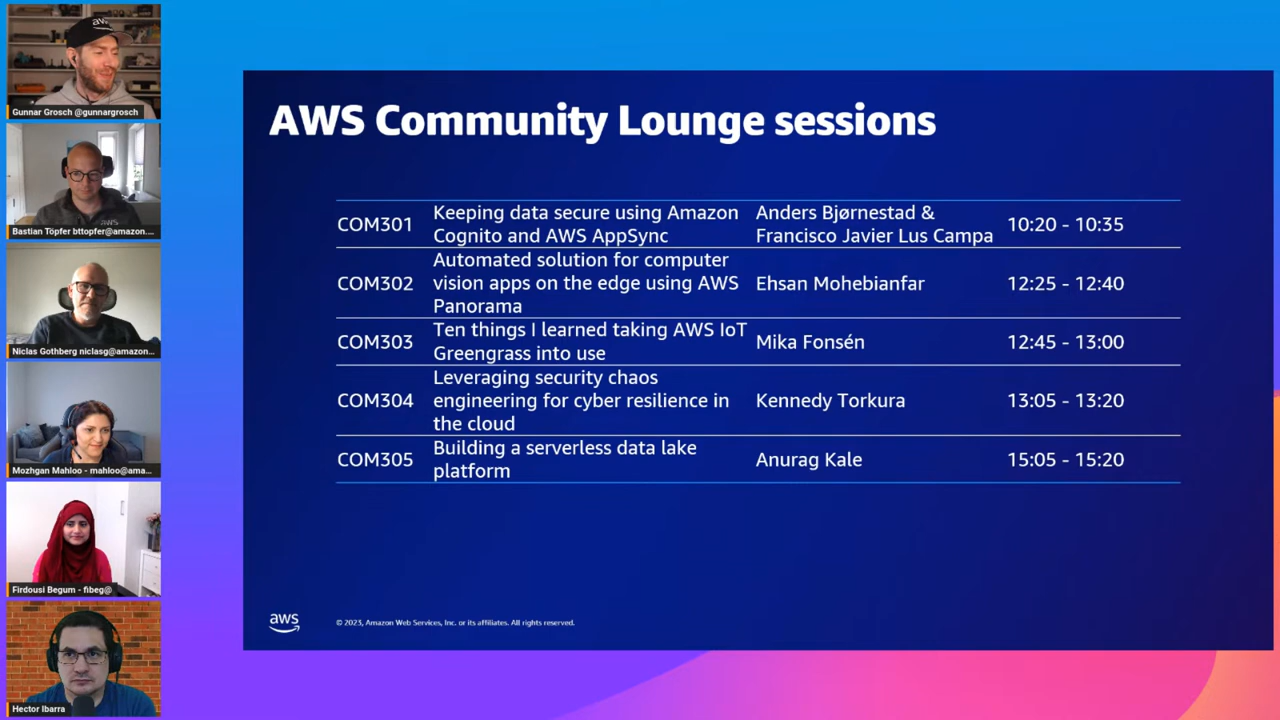 aws
Gunnar Grosch @gunnargrosch
aws
Bastian Töpfer bttopfer@amazon....
Niclas Gothberg niclasg@amazon...
Mozhgan Mahloo - mahloo@ama...
Firdousi Begum - fibeg@
Hector Ibarra
AWS Community Lounge sessions
COM301
Keeping data secure using Amazon
Cognito and AWS AppSync
Anders Bjørnestad &
Francisco Javier Lus Campa
10:20 - 10:35
COM302
Automated solution for computer
vision apps on the edge using AWS
Panorama
Ehsan Mohebianfar
12:25 - 12:40
COM303
Ten things I learned taking AWS IoT
Greengrass into use
Mika Fonsén
12:45 - 13:00
COM304
Leveraging security chaos
engineering for cyber resilience in
the cloud
Kennedy Torkura
13:05 - 13:20
COM305
Building a serverless data lake
platform
Anurag Kale
15:05 - 15:20
aws
© 2023, Amazon Web Services, Inc. or its affiliates. All rights reserved.